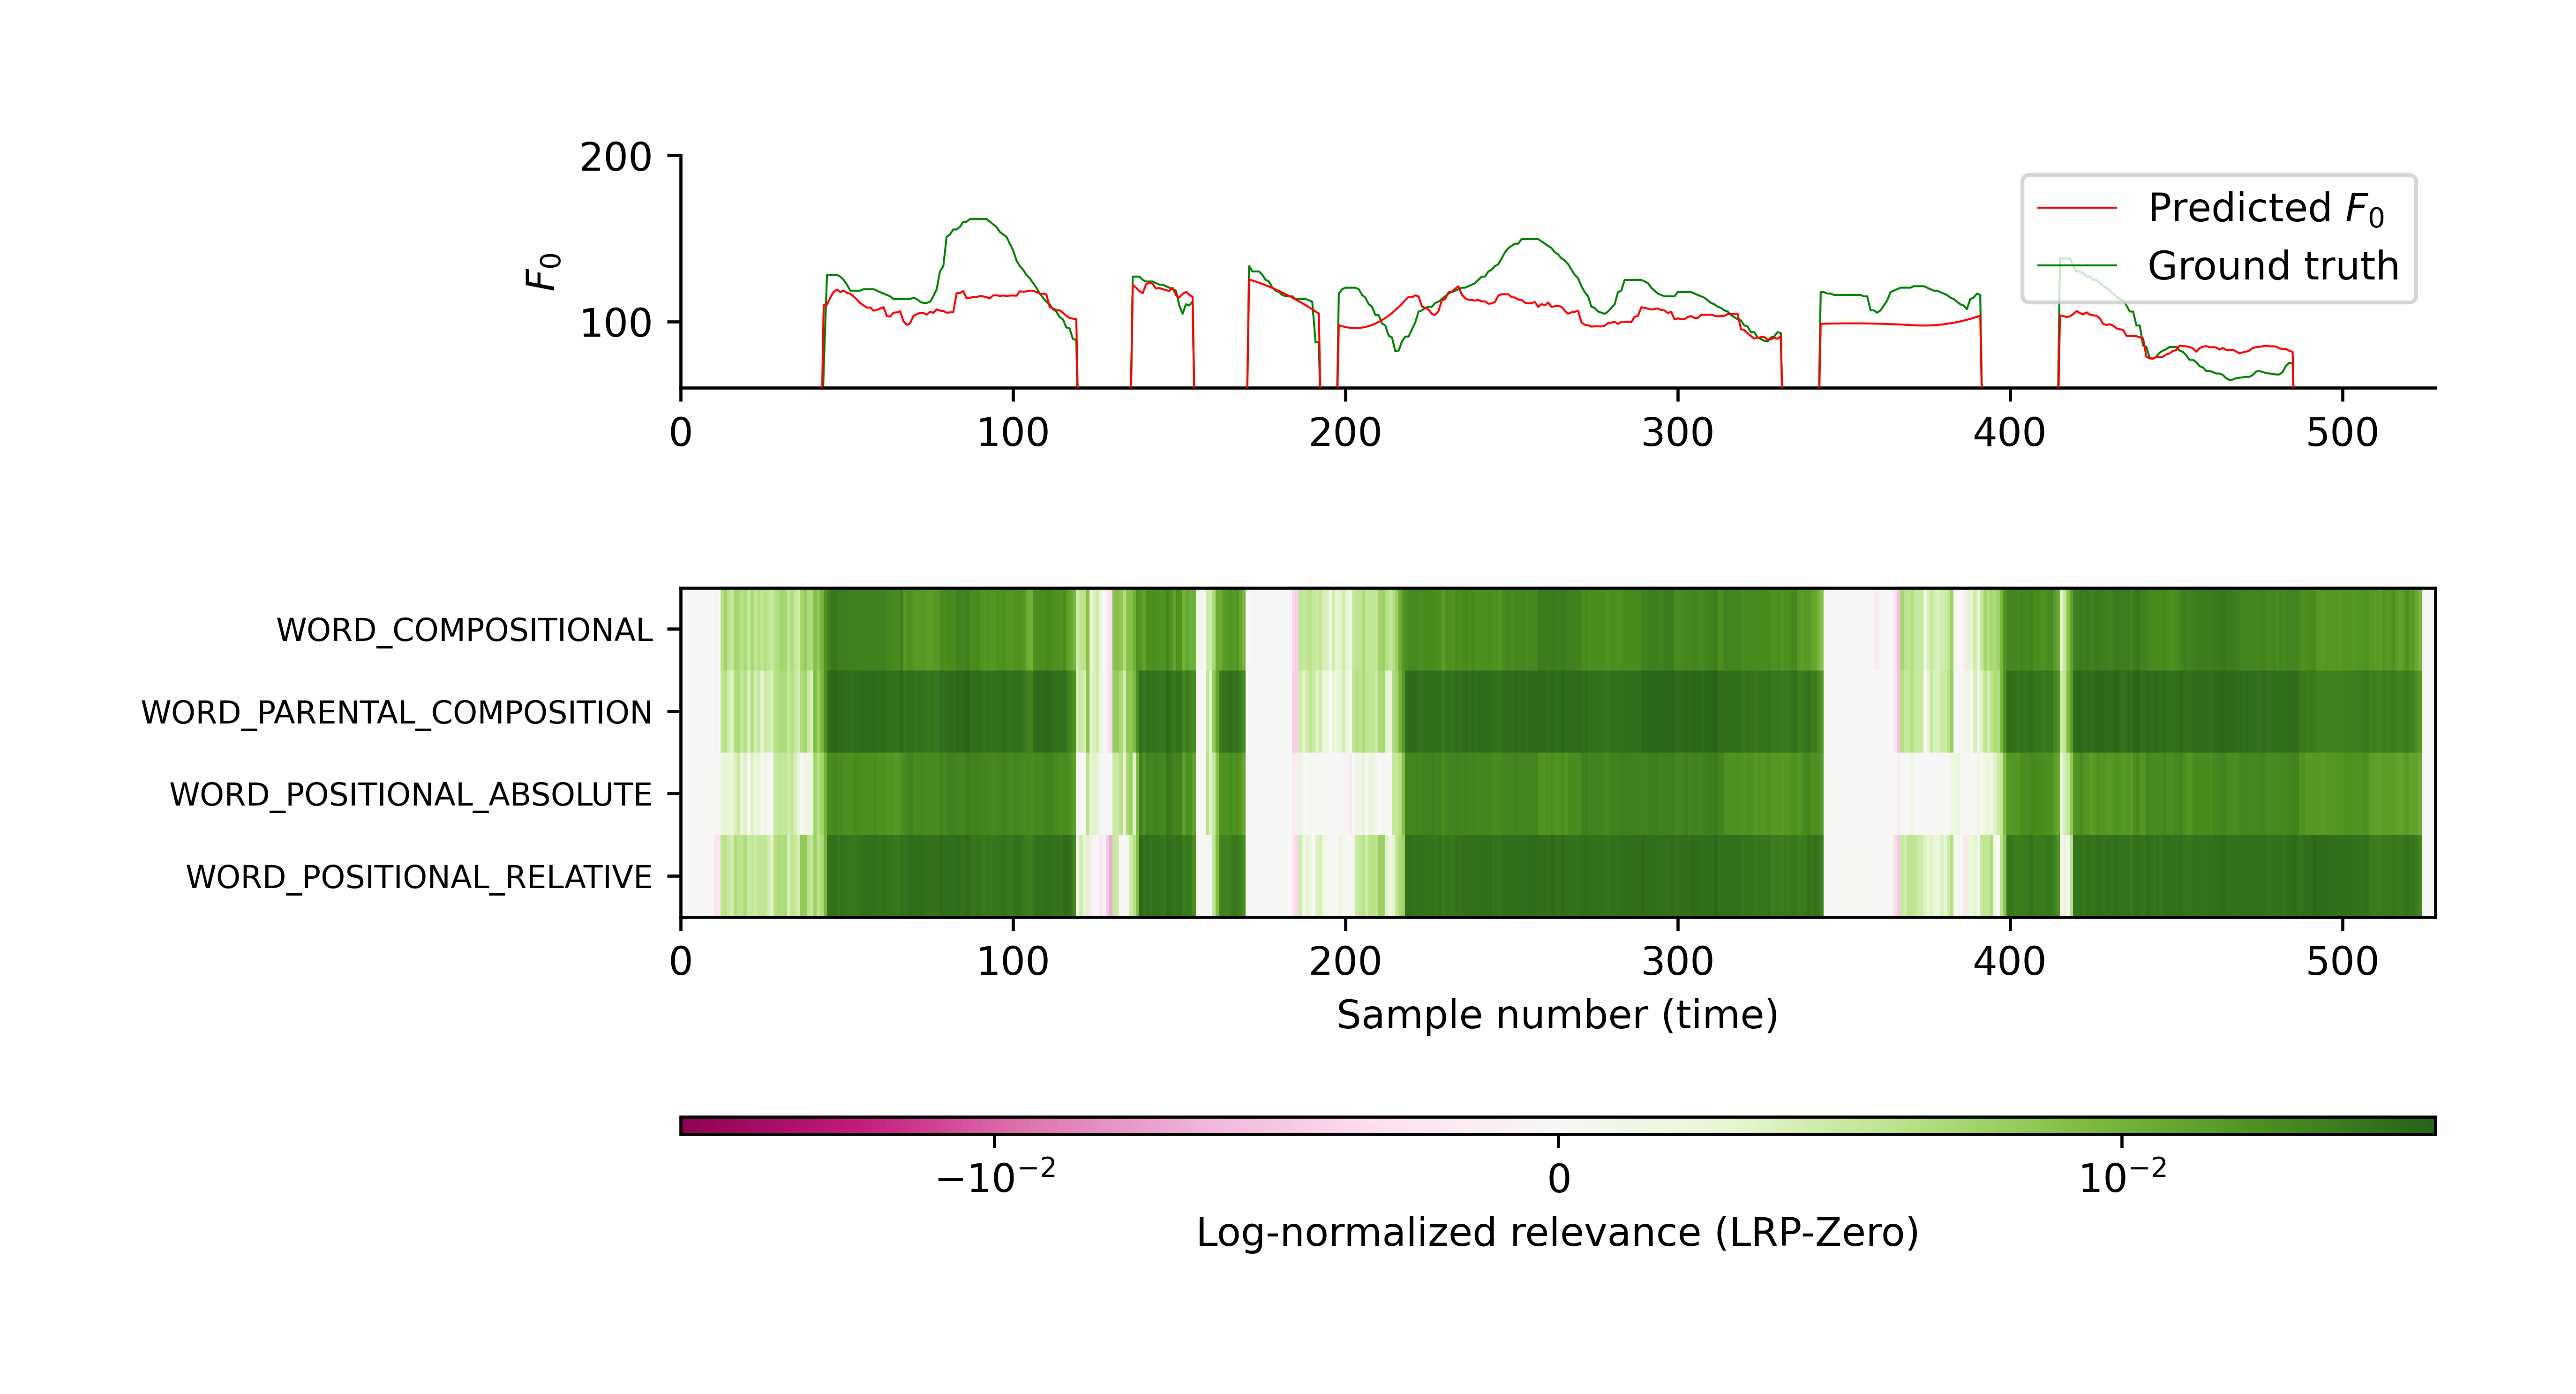 200
100
F₀
Predicted F₀
Ground truth
0 100 200 300 400 500
WORD_COMPOSITIONAL
WORD_PARENTAL_COMPOSITION
WORD_POSITIONAL_ABSOLUTE
WORD_POSITIONAL_RELATIVE
0 100 200 300 400 500
Sample number (time)
−10⁻² 0 10⁻²
Log-normalized relevance (LRP-Zero)